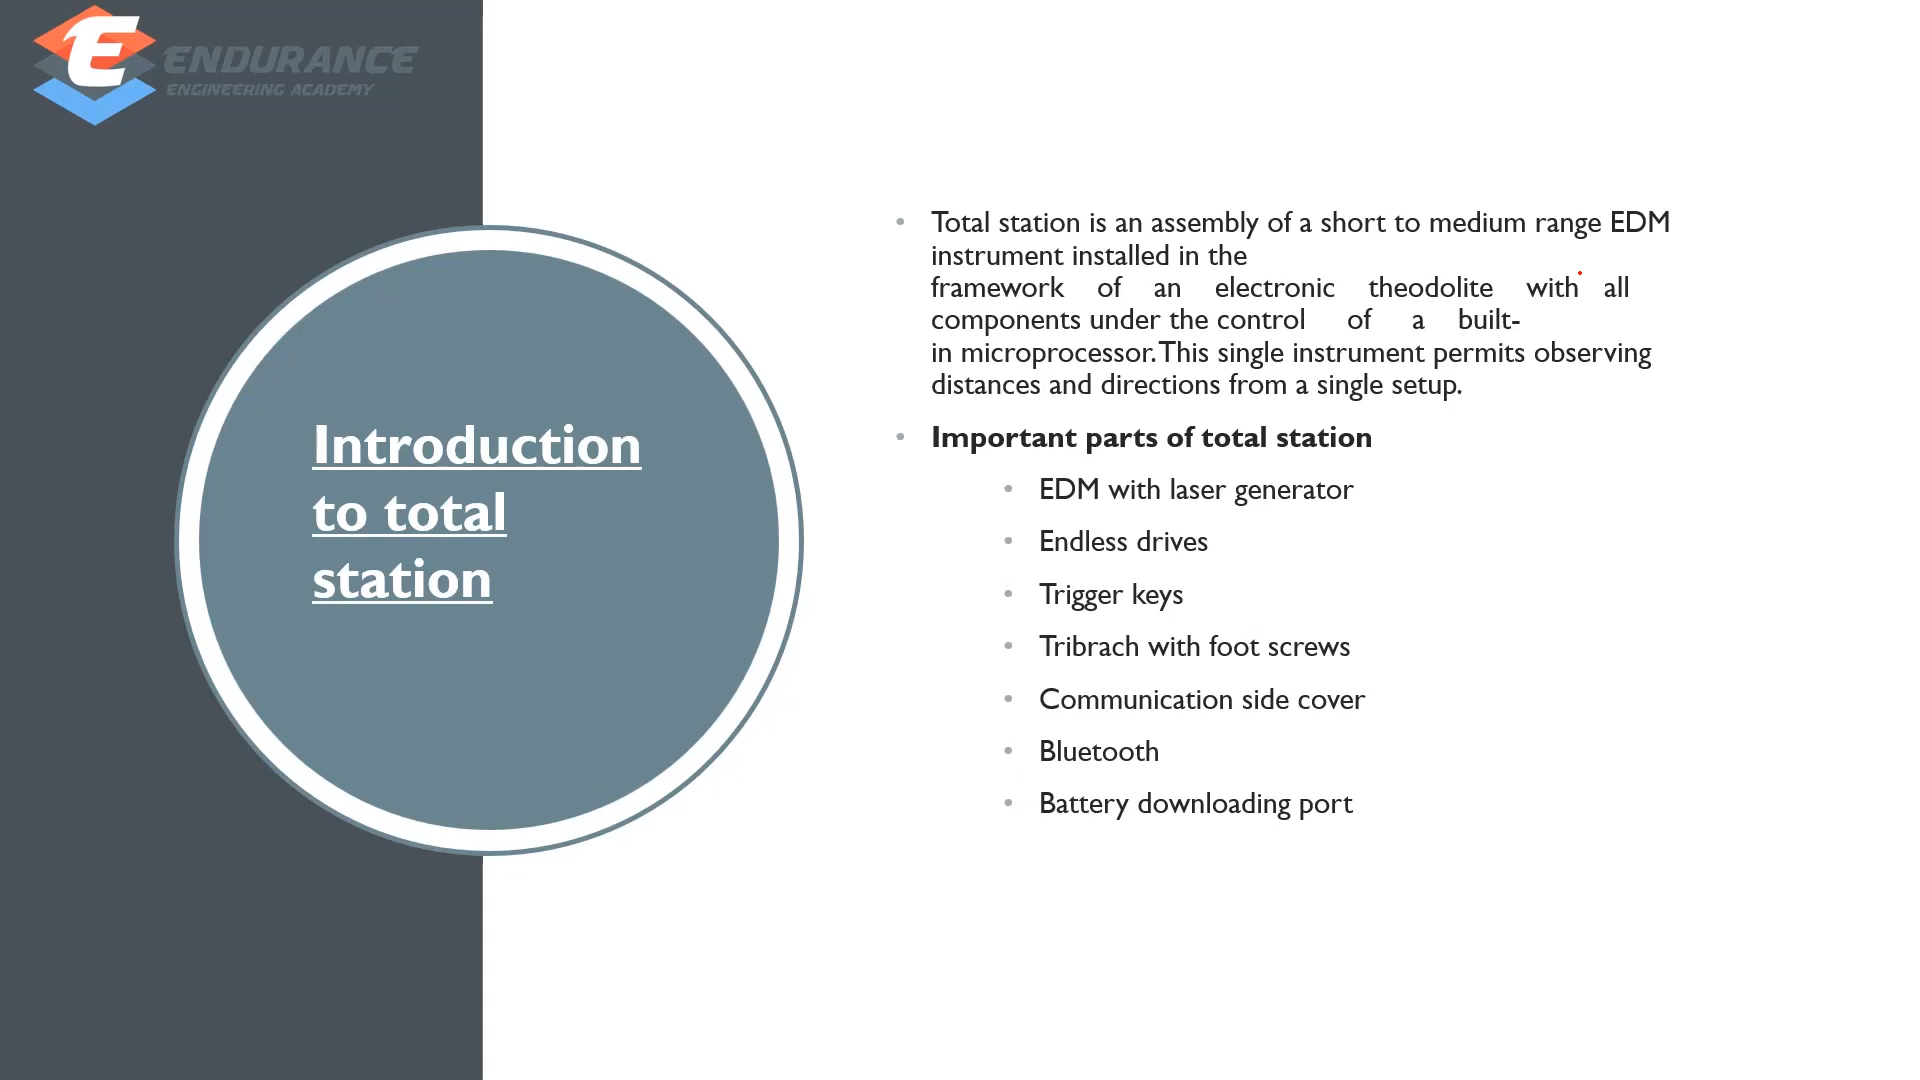 ENDURANCE
ENGINEERING ACADEMY
Introduction
to total
station
• Total station is an assembly of a short to medium range EDM
instrument installed in the
framework of an electronic theodolite with all
components under the control of a built-
in microprocessor. This single instrument permits observing
distances and directions from a single setup.
• Important parts of total station
• EDM with laser generator
• Endless drives
• Trigger keys
• Tribrach with foot screws
• Communication side cover
• Bluetooth
• Battery downloading port